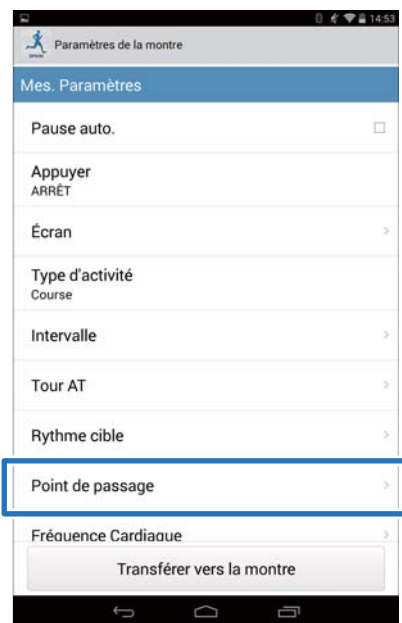 14:53
EPSON
Paramètres de la montre
Mes. Paramètres
Pause auto.
Appuyer
ARRÊT
Écran
Type d'activité
Course
Intervalle
Tour AT
Rythme cible
Point de passage
Fréquence Cardiaque
Transférer vers la montre